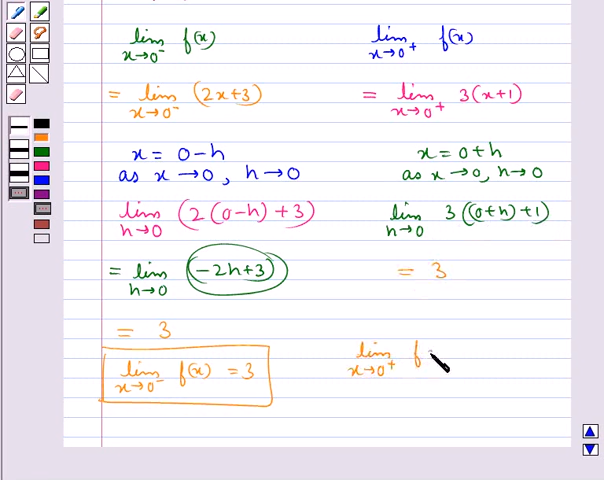 lim x→0⁻ f(x)
= lim x→0⁻ (2x+3)
x = 0-h
as x→0, h→0
lim h→0 (2(0-h)+3)
= lim h→0 (-2h+3)
= 3
lim x→0⁻ f(x) = 3
lim x→0⁺ f(x)
= lim x→0⁺ 3(x+1)
x = 0+h
as x→0, h→0
lim h→0 3((0+h)+1)
= 3
lim x→0⁺ f